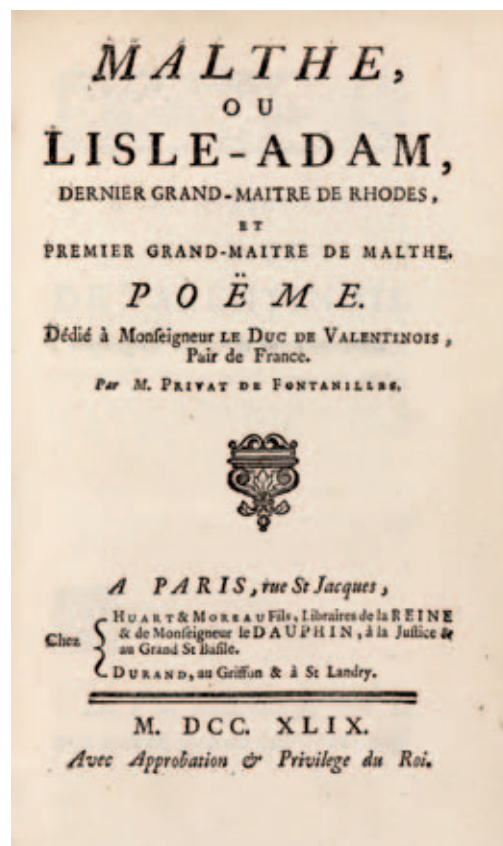 MALTHE,
OU
LISLE-ADAM,
DERNIER GRAND-MAITRE DE RHODES,
ET
PREMIER GRAND-MAITRE DE MALTHE.
POËME.
Dédié à Monſeigneur LE DUC DE VALENTINOIS,
Pair de France.
Par M. PRIVAT DE FONTANILLES.
A PARIS, rue St Jacques,
Chez
HUART & MOREAU Fils, Libraires de la REINE
& de Monſeigneur le DAUPHIN, à la Juſtice &
au Grand St Baſile.
DURAND, au Griffon & à St Landry.
M. DCC. XLIX.
Avec Approbation & Privilege du Roi.